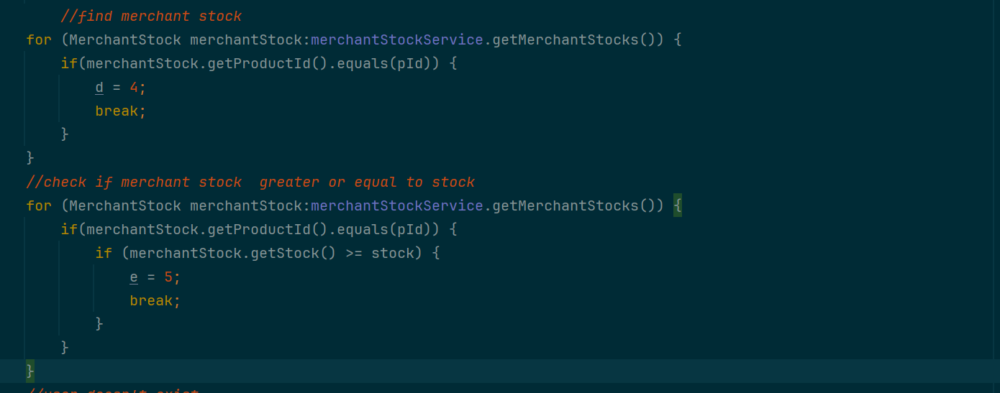 //find merchant stock
for (MerchantStock merchantStock:merchantStockService.getMerchantStocks()) {
if(merchantStock.getProductId().equals(pId)) {
d = 4;
break;
}
}
//check if merchant stock  greater or equal to stock
for (MerchantStock merchantStock:merchantStockService.getMerchantStocks()) {
if(merchantStock.getProductId().equals(pId)) {
if (merchantStock.getStock() >= stock) {
e = 5;
break;
}
}
}
//user doesn't exist